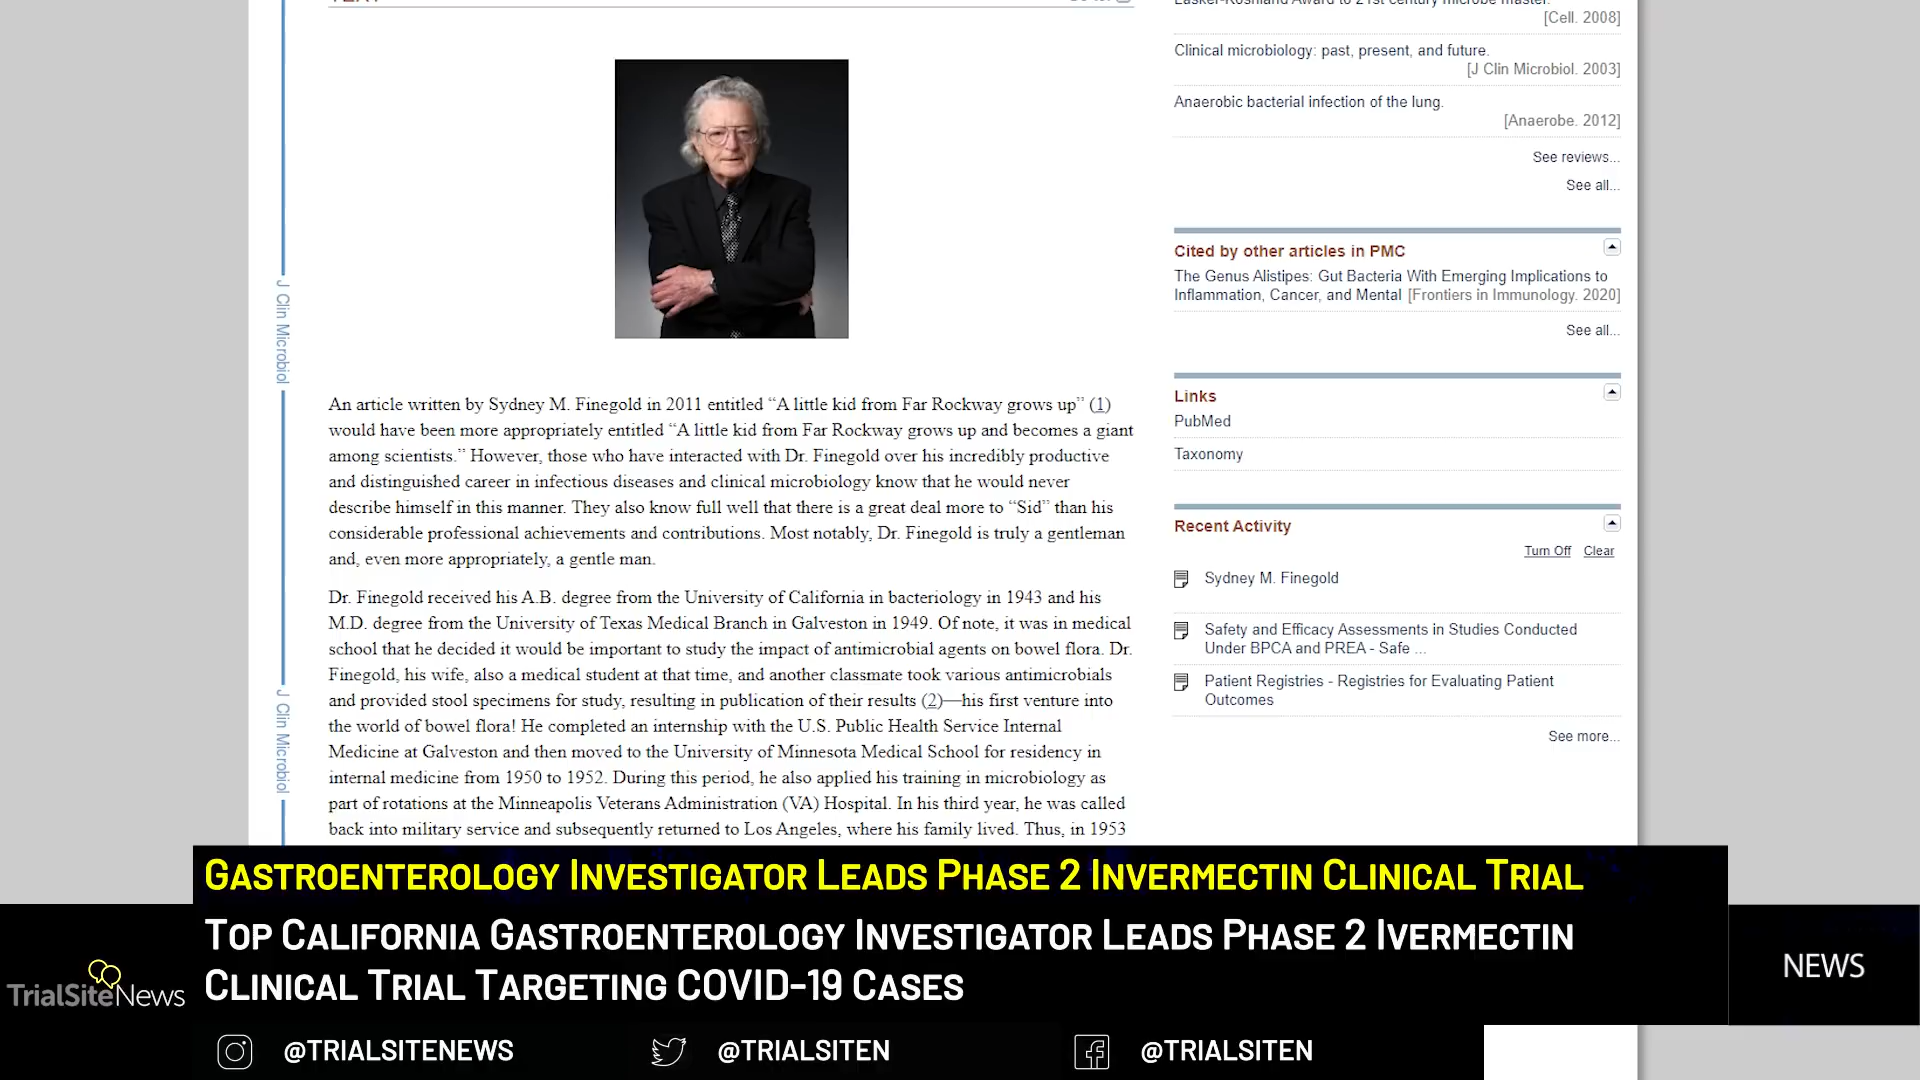 Lasker-Koshland Award to 21st century microbe master.
[Cell. 2008]
Clinical microbiology: past, present, and future.
[J Clin Microbiol. 2003]
Anaerobic bacterial infection of the lung.
[Anaerobe. 2012]
See reviews...
See all...
Cited by other articles in PMC
The Genus Alistipes: Gut Bacteria With Emerging Implications to
Inflammation, Cancer, and Mental [Frontiers in Immunology. 2020]
See all...
Links
PubMed
Taxonomy
Recent Activity
Turn Off Clear
Sydney M. Finegold
Safety and Efficacy Assessments in Studies Conducted
Under BPCA and PREA - Safe ...
Patient Registries - Registries for Evaluating Patient
Outcomes
See more...
J Clin Microbiol
J Clin Microbiol
An article written by Sydney M. Finegold in 2011 entitled “A little kid from Far Rockway grows up” (1)
would have been more appropriately entitled “A little kid from Far Rockway grows up and becomes a giant
among scientists.” However, those who have interacted with Dr. Finegold over his incredibly productive
and distinguished career in infectious diseases and clinical microbiology know that he would never
describe himself in this manner. They also know full well that there is a great deal more to “Sid” than his
considerable professional achievements and contributions. Most notably, Dr. Finegold is truly a gentleman
and, even more appropriately, a gentle man.
Dr. Finegold received his A.B. degree from the University of California in bacteriology in 1943 and his
M.D. degree from the University of Texas Medical Branch in Galveston in 1949. Of note, it was in medical
school that he decided it would be important to study the impact of antimicrobial agents on bowel flora. Dr.
Finegold, his wife, also a medical student at that time, and another classmate took various antimicrobials
and provided stool specimens for study, resulting in publication of their results (2)—his first venture into
the world of bowel flora! He completed an internship with the U.S. Public Health Service Internal
Medicine at Galveston and then moved to the University of Minnesota Medical School for residency in
internal medicine from 1950 to 1952. During this period, he also applied his training in microbiology as
part of rotations at the Minneapolis Veterans Administration (VA) Hospital. In his third year, he was called
back into military service and subsequently returned to Los Angeles, where his family lived. Thus, in 1953
Gastroenterology Investigator Leads Phase 2 Invermectin Clinical Trial
Top California Gastroenterology Investigator Leads Phase 2 Ivermectin
Clinical Trial Targeting COVID-19 Cases
TrialSiteNews
NEWS
@TRIALSITENEWS
@TRIALSITEN
@TRIALSITEN